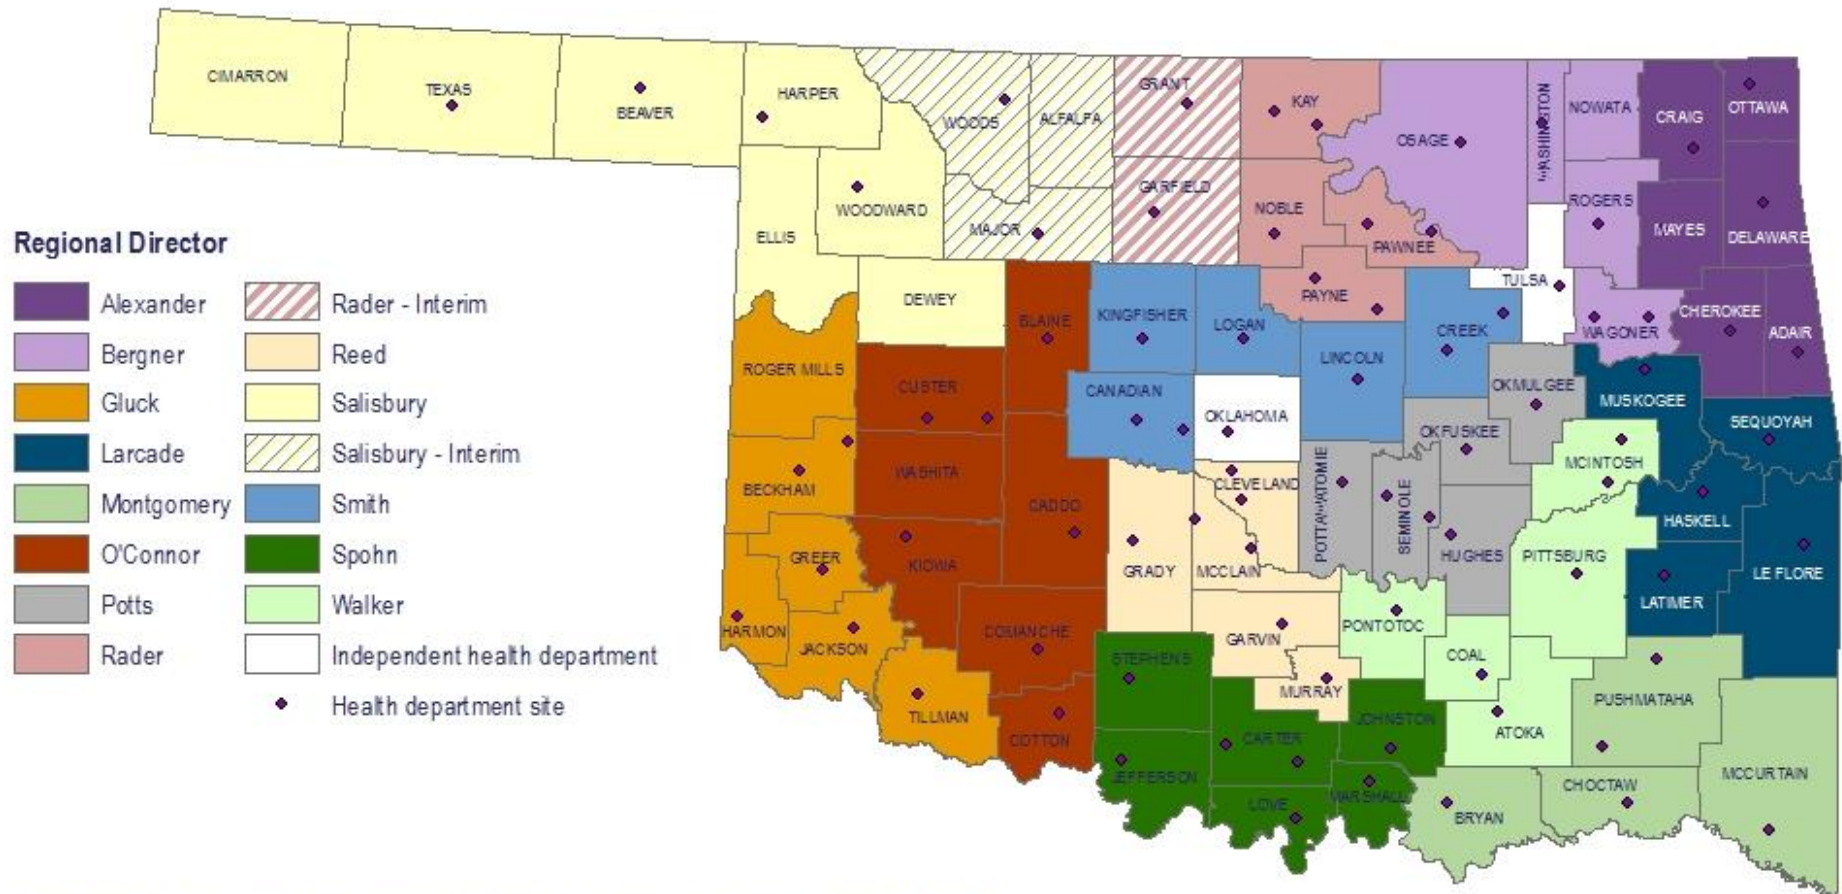 CIMARRON
TEXAS
BEAVER
HARPER
WOODS
ALFALFA
GRANT
KAY
OSAGE
WASHINGTON
NOWATA
CRAIG
OTTAWA
WOODWARD
ELLIS
MAJOR
GARFIELD
NOBLE
PAWNEE
ROGERS
MAYES
DELAWARE
Regional Director
Alexander
Bergner
Gluck
Larcade
Montgomery
O'Connor
Potts
Rader
Rader - Interim
Reed
Salisbury
Salisbury - Interim
Smith
Spohn
Walker
Independent health department
Health department site
DEWEY
BLAINE
KINGFISHER
LOGAN
PAYNE
CREEK
TULSA
WAGONER
CHEROKEE
ADAIR
ROGER MILLS
CUSTER
CANADIAN
OKLAHOMA
LINCOLN
OKMULGEE
MUSKOGEE
SEQUOYAH
BECKHAM
WASHITA
CADDO
GRADY
MCCLAIN
CLEVELAND
POTTAWATOMIE
SEMINOLE
OKFUSKEE
HUGHES
MCINTOSH
PITTSBURG
HASKELL
LATIMER
LE FLORE
GREER
KIOWA
HARMON
JACKSON
TILLMAN
COMANCHE
COTTON
STEPHENS
JEFFERSON
GARVIN
MURRAY
CARTER
LOVE
PONTOTOC
JOHNSTON
MARSHALL
COAL
ATOKA
BRYAN
PUSHMATAHA
CHOCTAW
MCCURTAIN